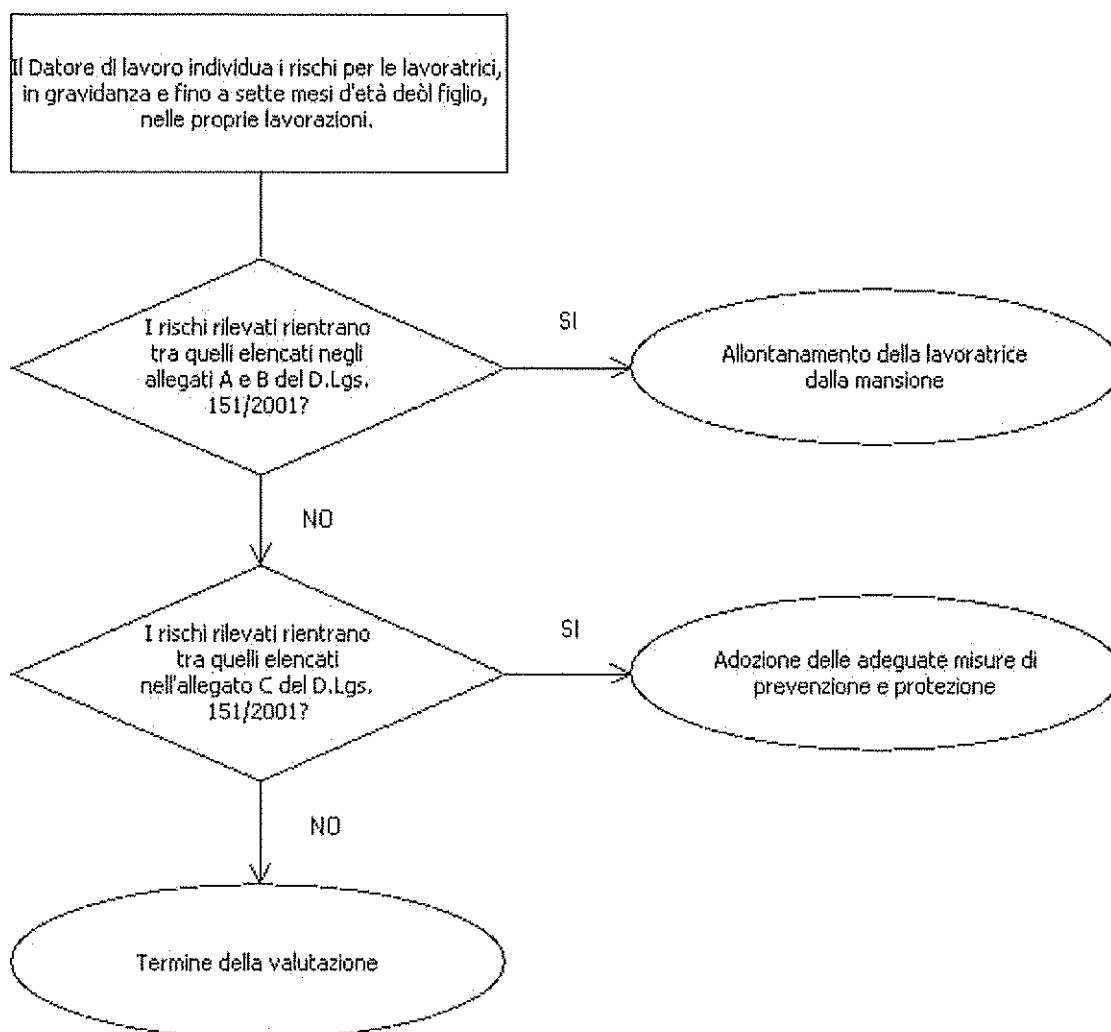 Il Datore di lavoro individua i rischi per le lavoratrici,
in gravidanza e fino a sette mesi d'età deòl figlio,
nelle proprie lavorazioni.
I rischi rilevati rientrano
tra quelli elencati negli
allegati A e B del D.Lgs.
151/2001?
SI
Allontanamento della lavoratrice
dalla mansione
NO
I rischi rilevati rientrano
tra quelli elencati
nell'allegato C del D.Lgs.
151/2001?
SI
Adozione delle adeguate misure di
prevenzione e protezione
NO
Termine della valutazione